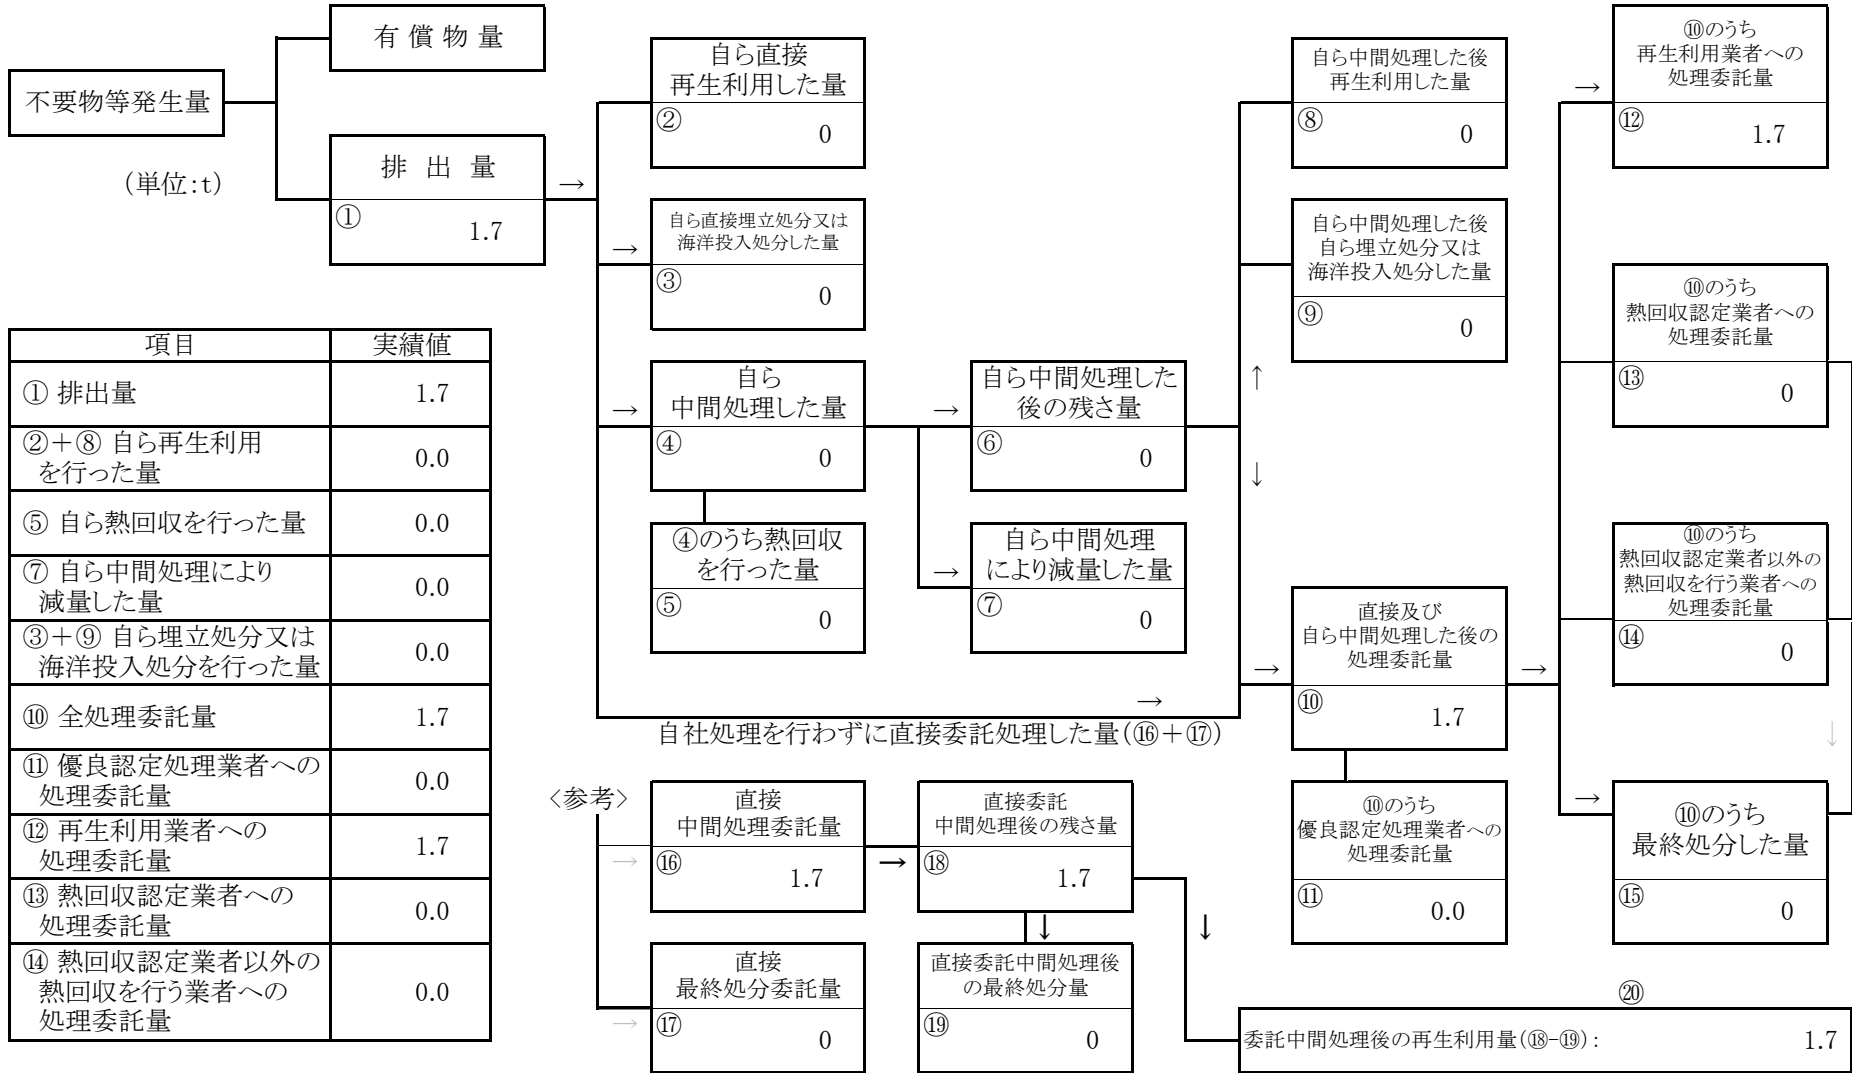 有 償 物 量
不要物等発生量
(単位:t)
排 出 量
① 1.7
→
自ら直接
再生利用した量
② 0
→
自ら直接埋立処分又は
海洋投入処分した量
③ 0
→
自ら
中間処理した量
④ 0
④のうち熱回収
を行った量
⑤ 0
→
自ら中間処理した
後の残さ量
⑥ 0
→
自ら中間処理
により減量した量
⑦ 0
↑
↓
自ら中間処理した後
再生利用した量
⑧ 0
自ら中間処理した後
自ら埋立処分又は
海洋投入処分した量
⑨ 0
→
自社処理を行わずに直接委託処理した量(⑯+⑰)
→
直接及び
自ら中間処理した後の
処理委託量
⑩ 1.7
→
⑩のうち
優良認定処理業者への
処理委託量
⑪ 0.0
→
⑩のうち
再生利用業者への
処理委託量
⑫ 1.7
⑩のうち
熱回収認定業者への
処理委託量
⑬ 0
⑩のうち
熱回収認定業者以外の
熱回収を行う業者への
処理委託量
⑭ 0
↓
→
⑩のうち
最終処分した量
⑮ 0
項目 実績値
① 排出量 1.7
②+⑧ 自ら再生利用
を行った量 0.0
⑤ 自ら熱回収を行った量 0.0
⑦ 自ら中間処理により
減量した量 0.0
③+⑨ 自ら埋立処分又は
海洋投入処分を行った量 0.0
⑩ 全処理委託量 1.7
⑪ 優良認定処理業者への
処理委託量 0.0
⑫ 再生利用業者への
処理委託量 1.7
⑬ 熱回収認定業者への
処理委託量 0.0
⑭ 熱回収認定業者以外の
熱回収を行う業者への
処理委託量 0.0
<参考>
→
直接
中間処理委託量
⑯ 1.7
→
直接委託
中間処理後の残さ量
⑱ 1.7
↓
↓
→
直接
最終処分委託量
⑰ 0
直接委託中間処理後
の最終処分量
⑲ 0
⑳
委託中間処理後の再生利用量(⑱-⑲): 1.7